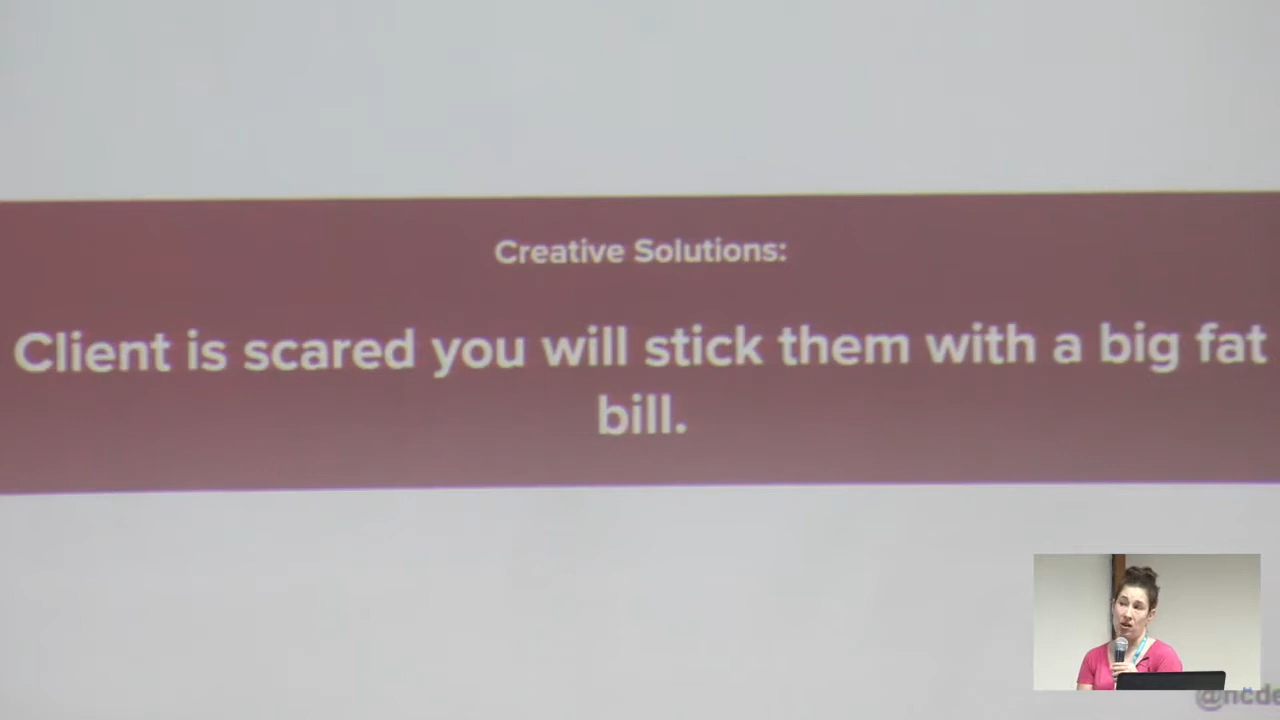 Creative Solutions:
Client is scared you will stick them with a big fat
bill.